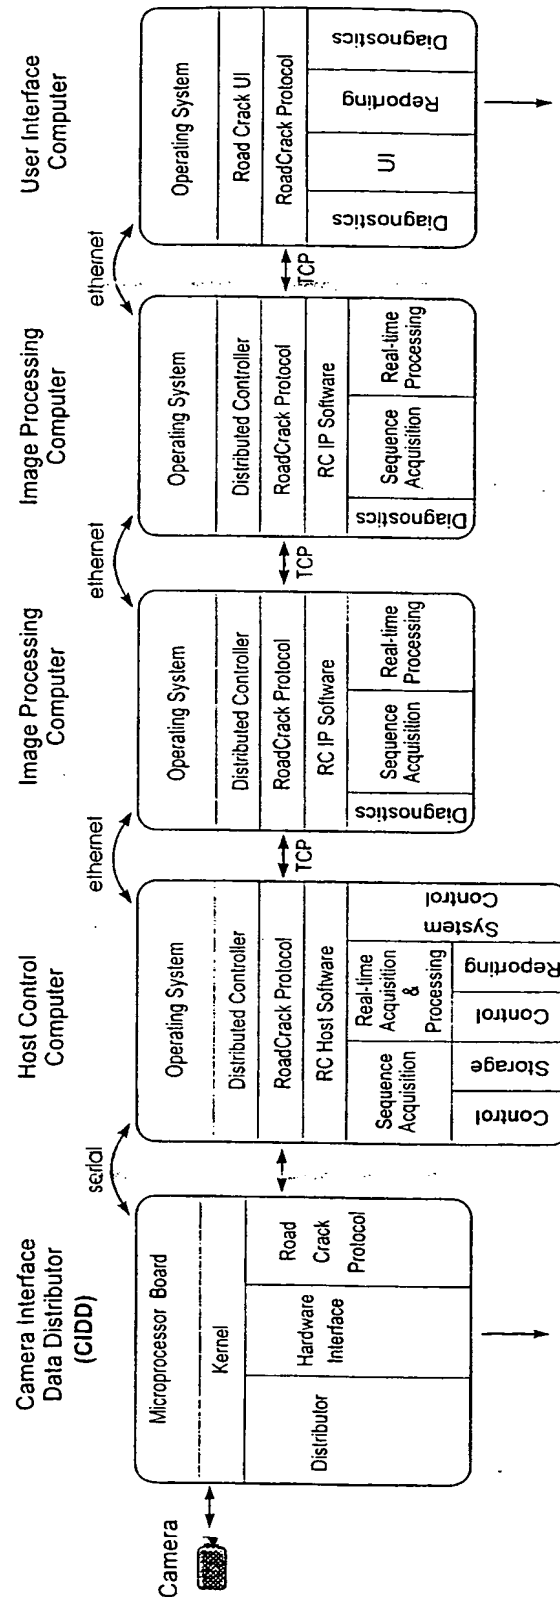 Camera
Camera Interface
Data Distributor
(CIDD)
Microprocessor Board
Kernel
Distributor
Hardware
Interface
Road
Crack
Protocol
serial
Host Control
Computer
Operating System
Distributed Controller
RoadCrack Protocol
RC Host Software
Sequence
Acquisition
Real-time
Acquisition
&
Processing
System
Control
Control
Storage
Control
Reporting
ethernet
TCP
Image Processing
Computer
Operating System
Distributed Controller
RoadCrack Protocol
RC IP Software
Diagnostics
Sequence
Acquisition
Real-time
Processing
ethernet
TCP
Image Processing
Computer
Operating System
Distributed Controller
RoadCrack Protocol
RC IP Software
Diagnostics
Sequence
Acquisition
Real-time
Processing
ethernet
TCP
User Interface
Computer
Operating System
Road Crack UI
RoadCrack Protocol
Diagnostics
UI
Reporting
Diagnostics